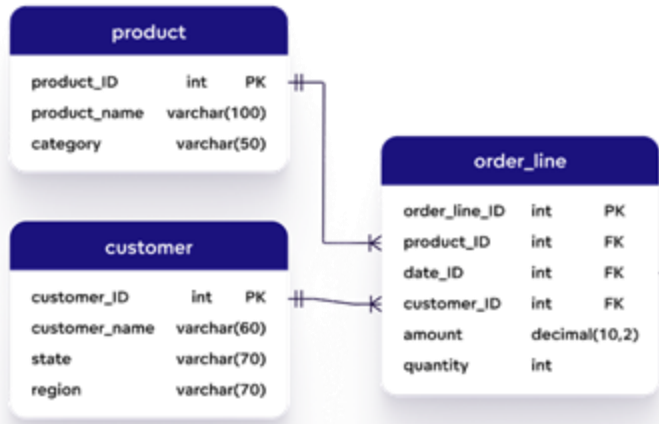 product
product_ID int PK
product_name varchar(100)
category varchar(50)
customer
customer_ID int PK
customer_name varchar(60)
state varchar(70)
region varchar(70)
order_line
order_line_ID int PK
product_ID int FK
date_ID int FK
customer_ID int FK
amount decimal(10,2)
quantity int